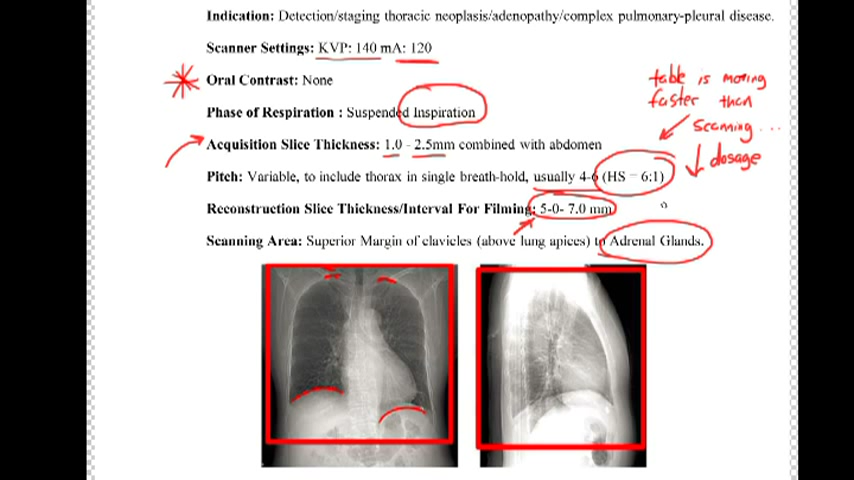 Indication: Detection/staging thoracic neoplasis/adenopathy/complex pulmonary-pleural disease.
Scanner Settings: KVP: 140 mA: 120
Oral Contrast: None
Phase of Respiration : Suspended Inspiration
Acquisition Slice Thickness: 1.0 - 2.5mm combined with abdomen
Pitch: Variable, to include thorax in single breath-hold, usually 4-6 (HS = 6:1)
Reconstruction Slice Thickness/Interval For Filming: 5-0- 7.0 mm
Scanning Area: Superior Margin of clavicles (above lung apices) to Adrenal Glands.
table is moving
faster then
scanning...
↓ dosage